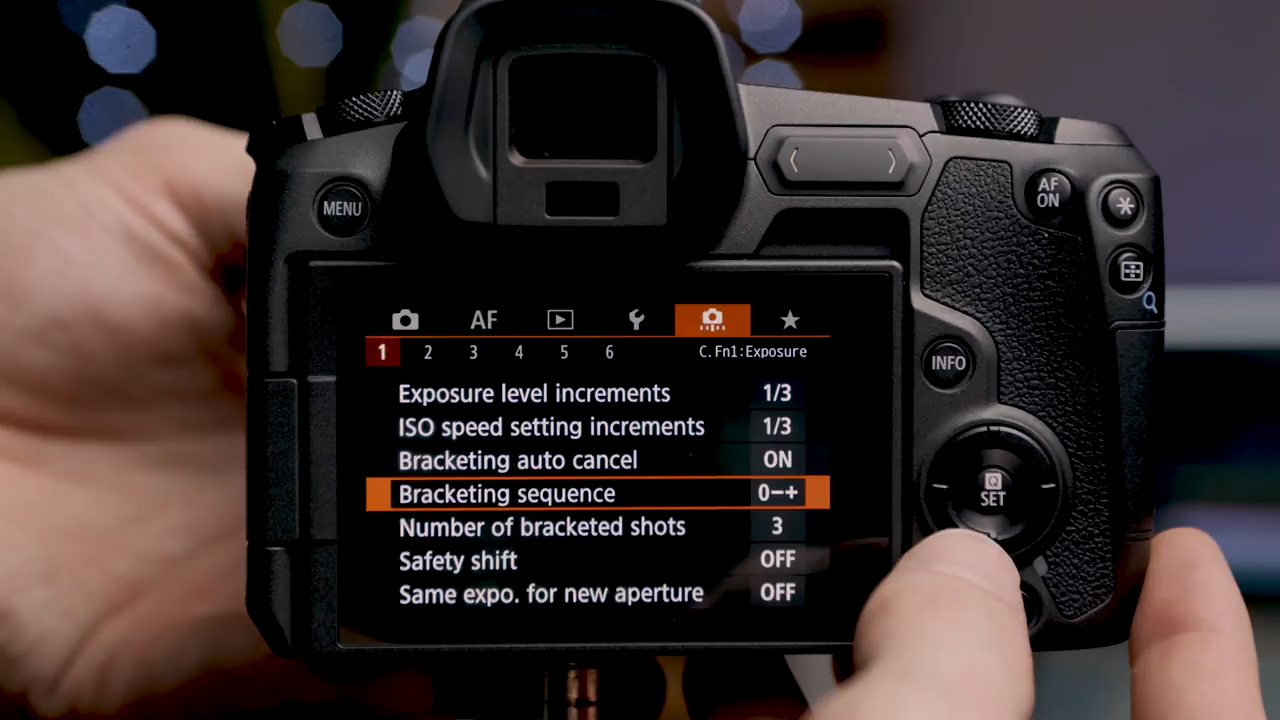 MENU
AF
ON
INFO
Q
SET
AF
1 2 3 4 5 6 C.Fn1:Exposure
Exposure level increments 1/3
ISO speed setting increments 1/3
Bracketing auto cancel ON
Bracketing sequence 0−+
Number of bracketed shots 3
Safety shift OFF
Same expo. for new aperture OFF